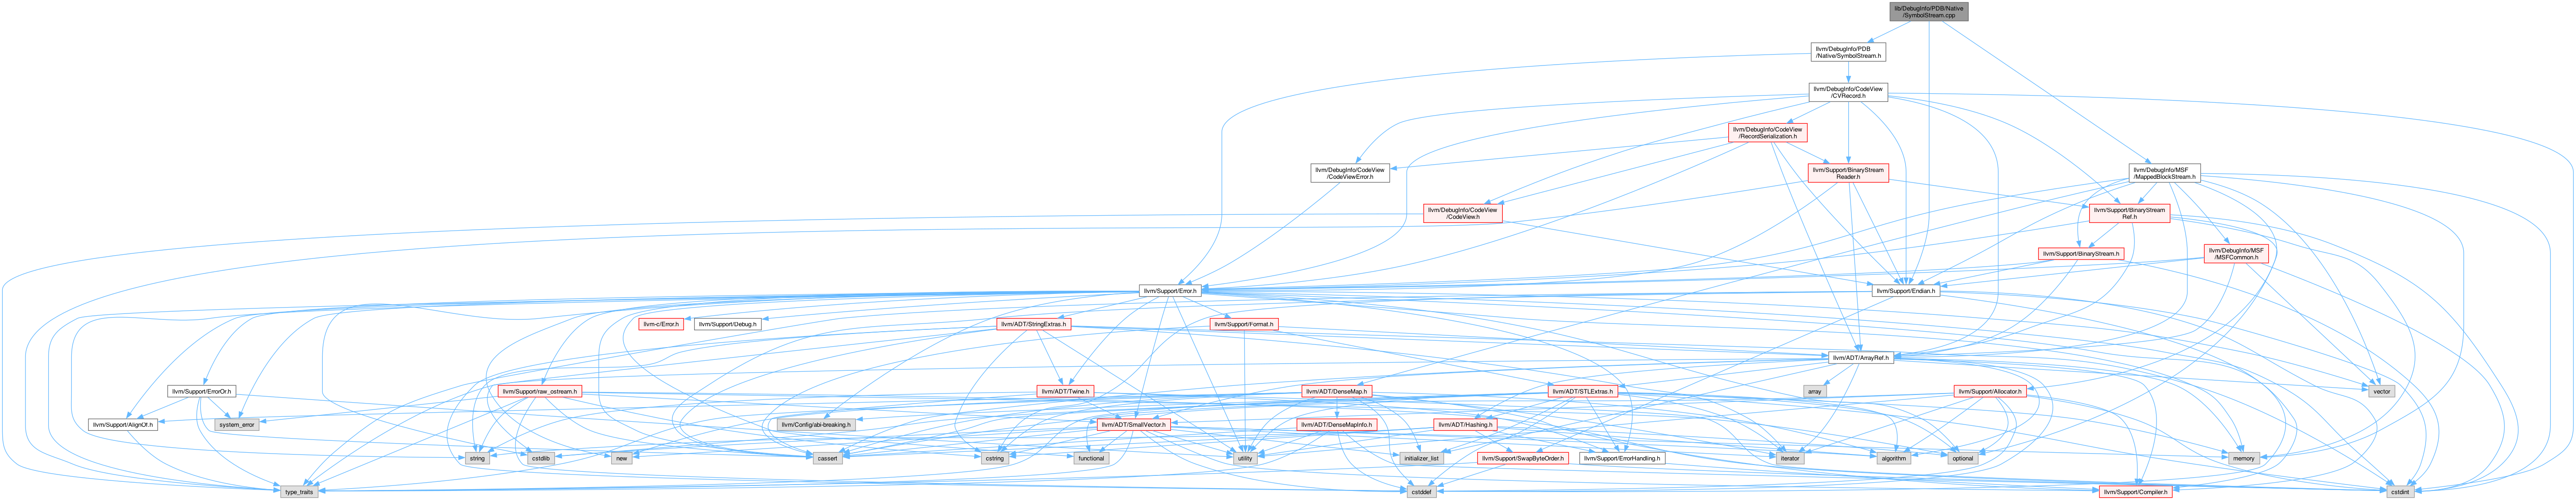 lib/DebugInfo/PDB/Native
/SymbolStream.cpp
llvm/DebugInfo/PDB
/Native/SymbolStream.h
llvm/DebugInfo/CodeView
/CVRecord.h
llvm/DebugInfo/CodeView
/RecordSerialization.h
llvm/DebugInfo/CodeView
/CodeViewError.h
llvm/Support/BinaryStream
Reader.h
llvm/DebugInfo/MSF
/MappedBlockStream.h
llvm/DebugInfo/CodeView
/CodeView.h
llvm/Support/BinaryStream
Ref.h
llvm/Support/BinaryStream.h
llvm/DebugInfo/MSF
/MSFCommon.h
llvm/Support/Error.h
llvm/Support/Endian.h
llvm-c/Error.h
llvm/Support/Debug.h
llvm/ADT/StringExtras.h
llvm/Support/Format.h
llvm/ADT/ArrayRef.h
llvm/Support/ErrorOr.h
llvm/Support/raw_ostream.h
llvm/ADT/Twine.h
llvm/ADT/DenseMap.h
llvm/ADT/STLExtras.h
array
llvm/Support/Allocator.h
vector
llvm/Support/AlignOf.h
system_error
llvm/Config/abi-breaking.h
llvm/ADT/SmallVector.h
llvm/ADT/DenseMapInfo.h
llvm/ADT/Hashing.h
string
cstdlib
new
cassert
cstring
functional
utility
initializer_list
llvm/Support/SwapByteOrder.h
llvm/Support/ErrorHandling.h
iterator
algorithm
optional
memory
type_traits
cstddef
llvm/Support/Compiler.h
cstdint